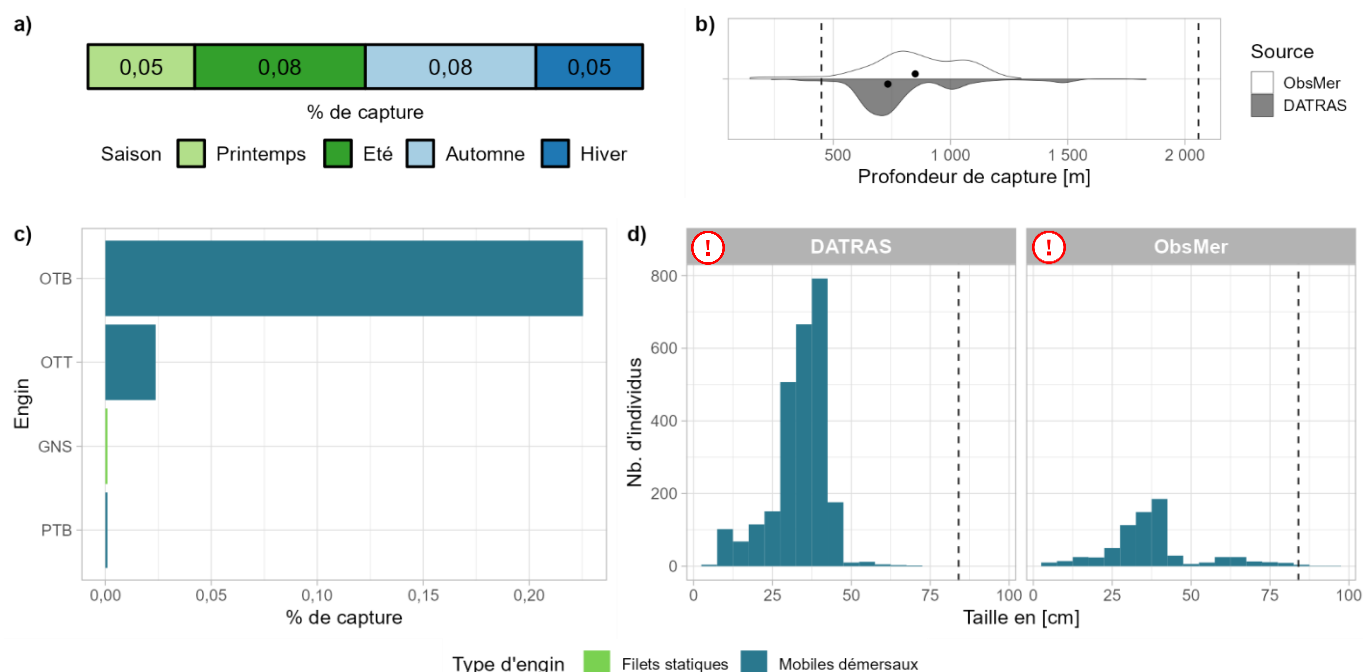 a)
0,05 0,08 0,08 0,05
% de capture
Saison Printemps Eté Automne Hiver
b)
500 1 000 1 500 2 000
Profondeur de capture [m]
Source
ObsMer
DATRAS
c)
Engin
OTB
OTT
GNS
PTB
0,00 0,05 0,10 0,15 0,20
% de capture
d)
! DATRAS ! ObsMer
Nb. d'individus
800
600
400
200
0
0 25 50 75 100 0 25 50 75 100
Taille en [cm]
Type d'engin Filets statiques Mobiles démersaux